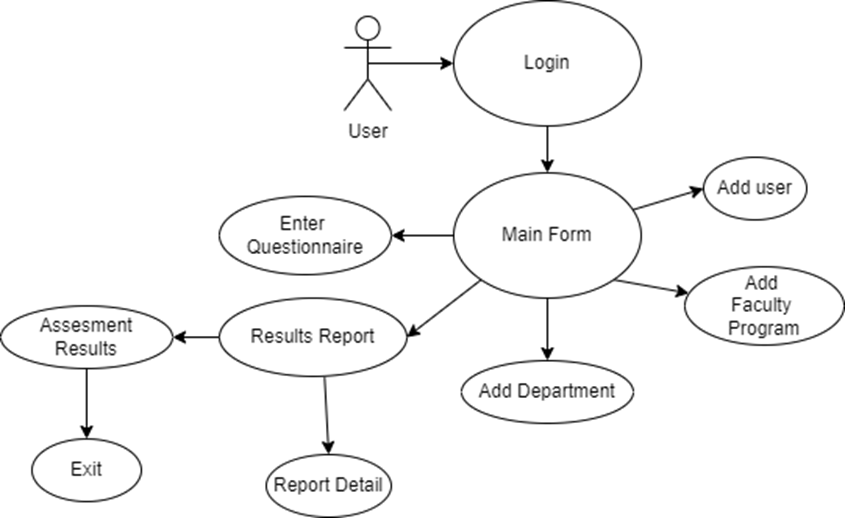 Login
User
Add user
Enter
Questionnaire
Main Form
Add
Faculty
Program
Assesment
Results
Results Report
Add Department
Exit
Report Detail